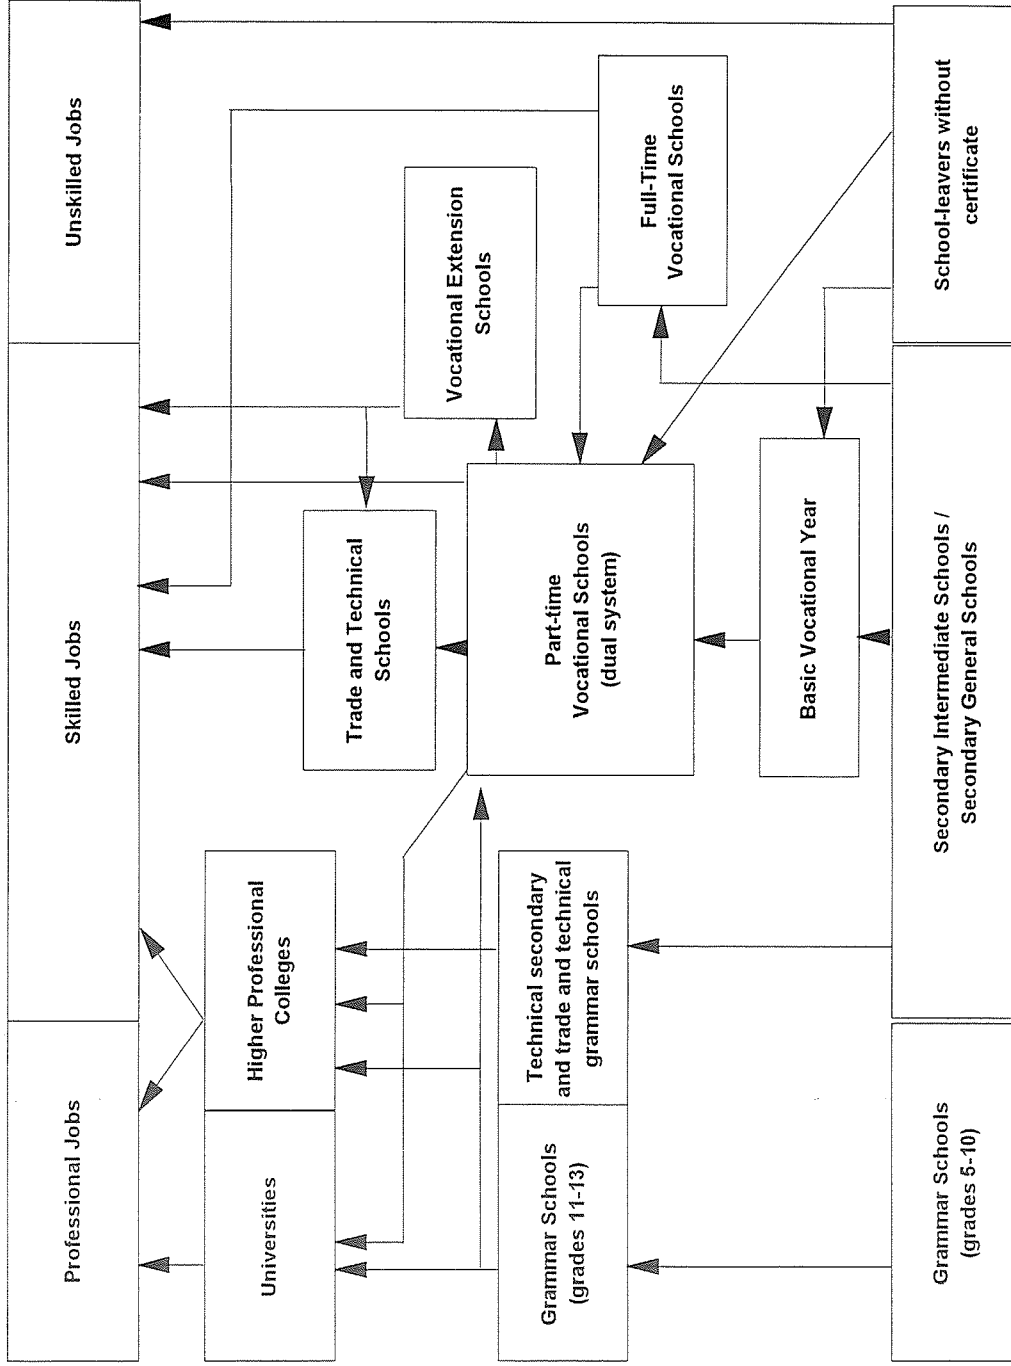 Professional Jobs
Skilled Jobs
Unskilled Jobs
Universities
Higher Professional
Colleges
Trade and Technical
Schools
Vocational Extension
Schools
Grammar Schools
(grades 11-13)
Technical secondary
and trade and technical
grammar schools
Part-time
Vocational Schools
(dual system)
Full-Time
Vocational Schools
Basic Vocational Year
Grammar Schools
(grades 5-10)
Secondary Intermediate Schools /
Secondary General Schools
School-leavers without
certificate